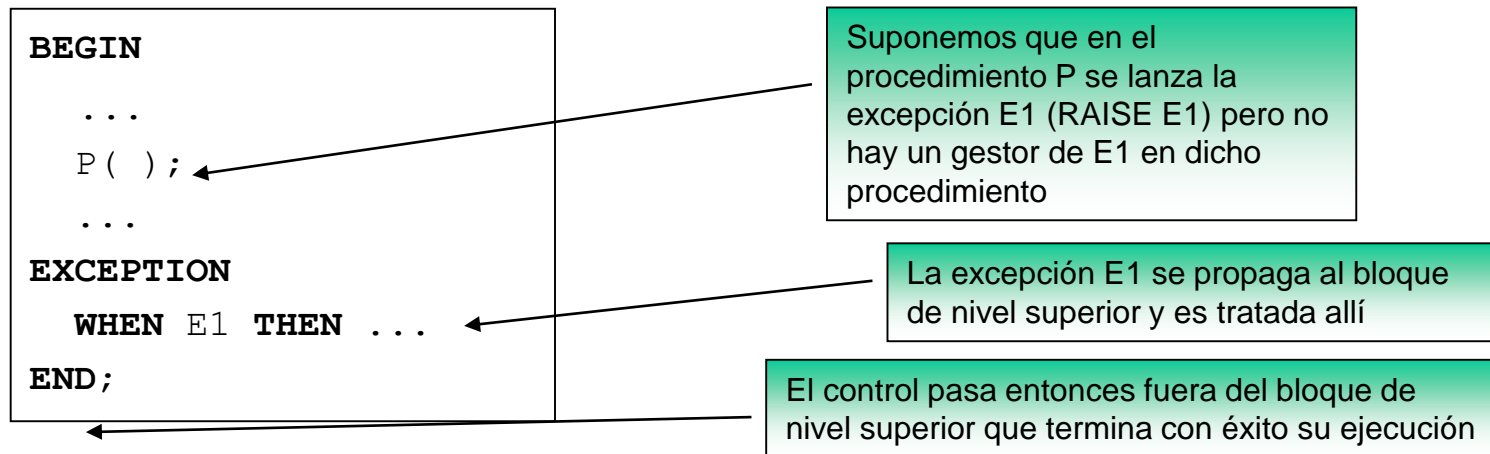 BEGIN
...
P( );
...
EXCEPTION
WHEN E1 THEN ...
END;
Suponemos que en el
procedimiento P se lanza la
excepción E1 (RAISE E1) pero no
hay un gestor de E1 en dicho
procedimiento
La excepción E1 se propaga al bloque
de nivel superior y es tratada allí
El control pasa entonces fuera del bloque de
nivel superior que termina con éxito su ejecución